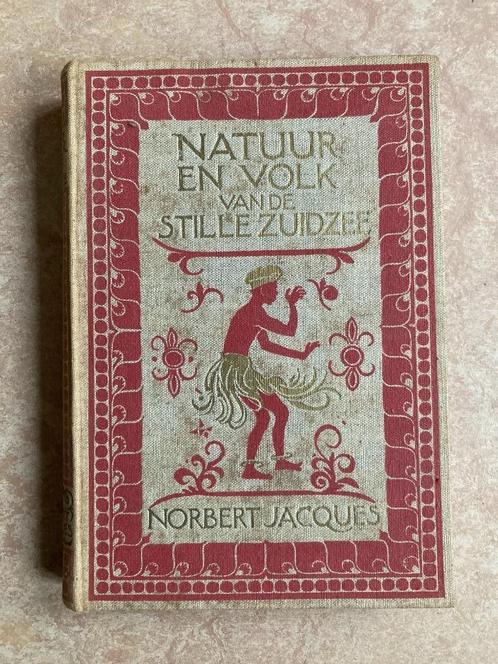 NATUUR
EN VOLK
VAN DE
STILLE ZUIDZEE
NORBERT JACQUES